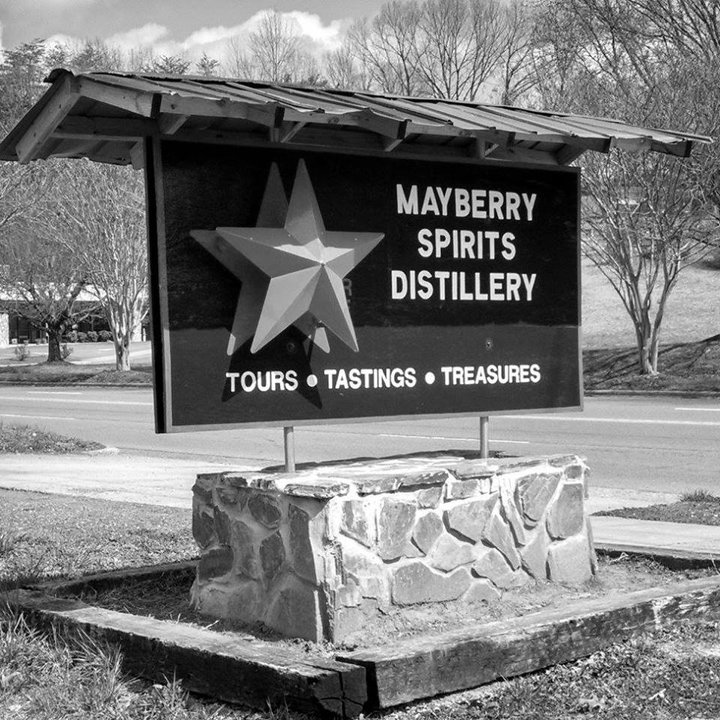 MAYBERRY
SPIRITS
DISTILLERY
TOURS • TASTINGS • TREASURES